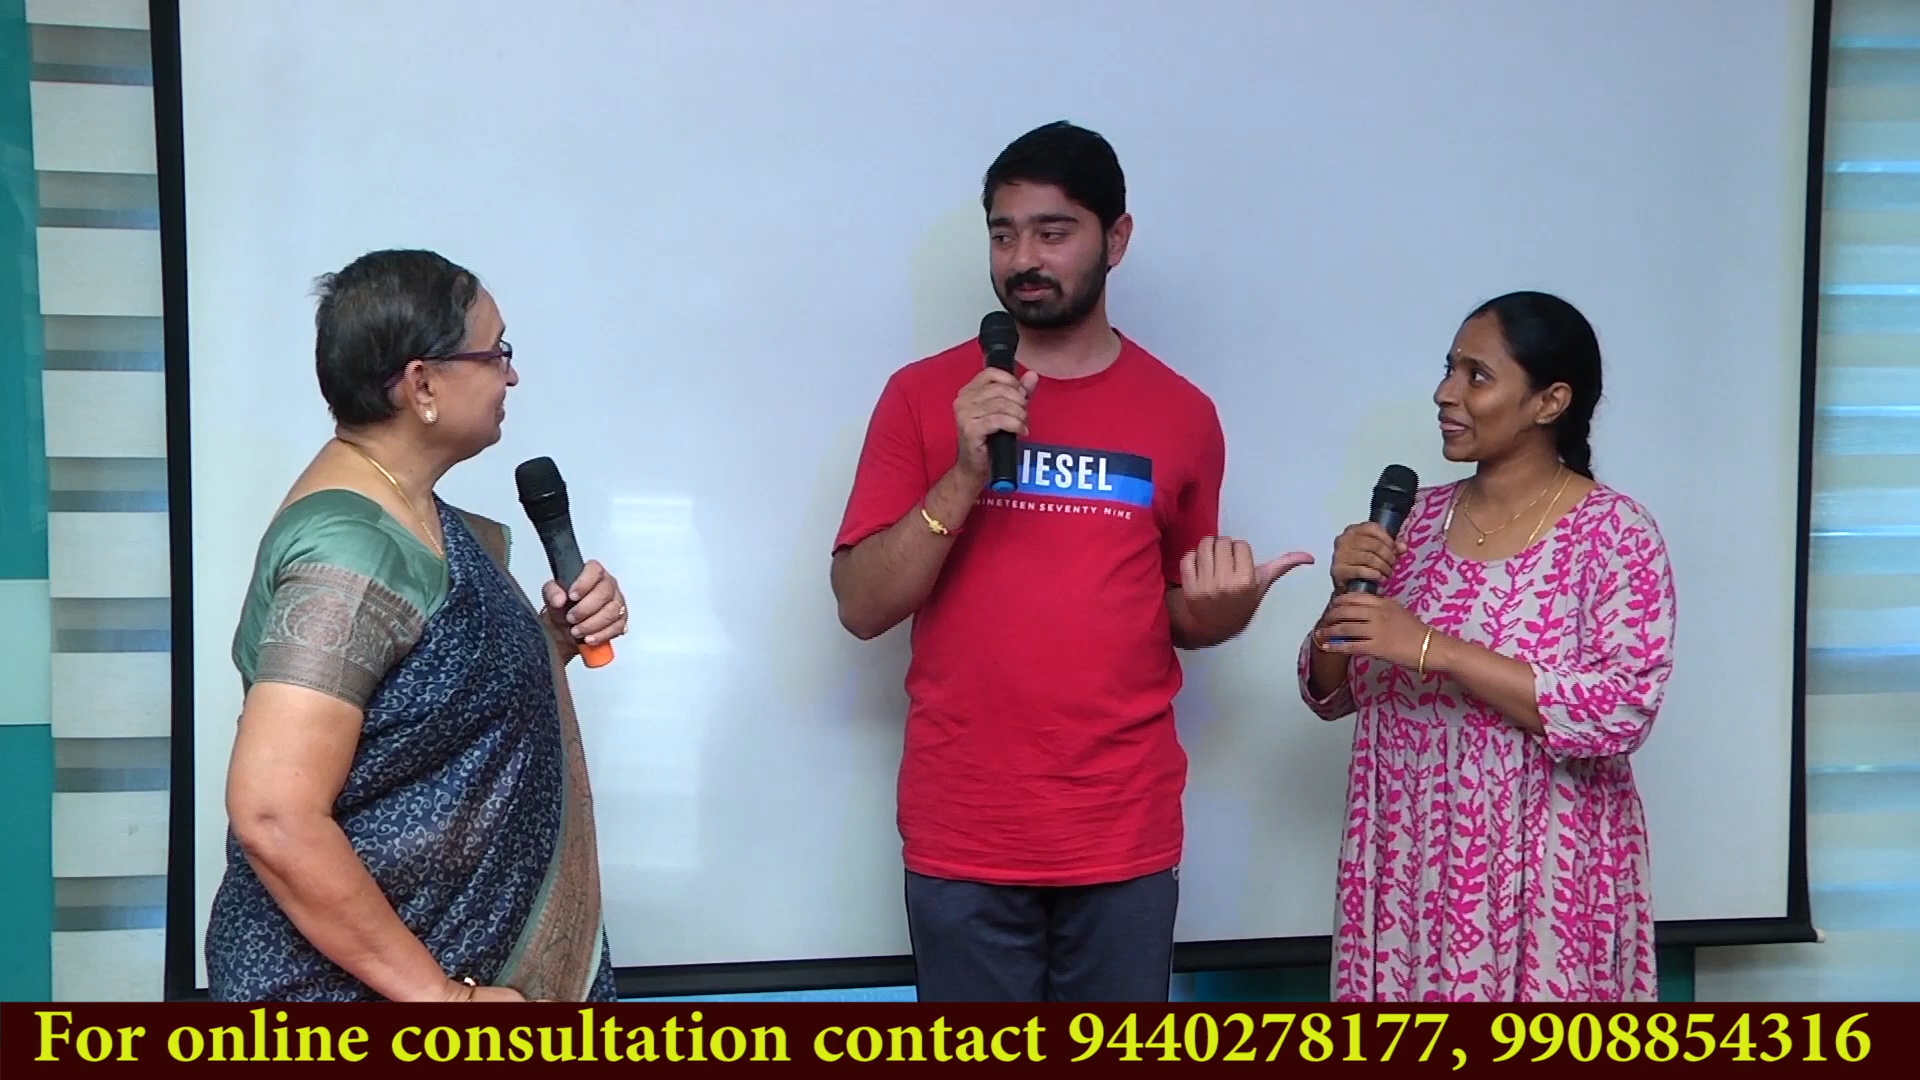 IESEL
NINETEEN SEVENTY NINE
For online consultation contact 9440278177, 9908854316